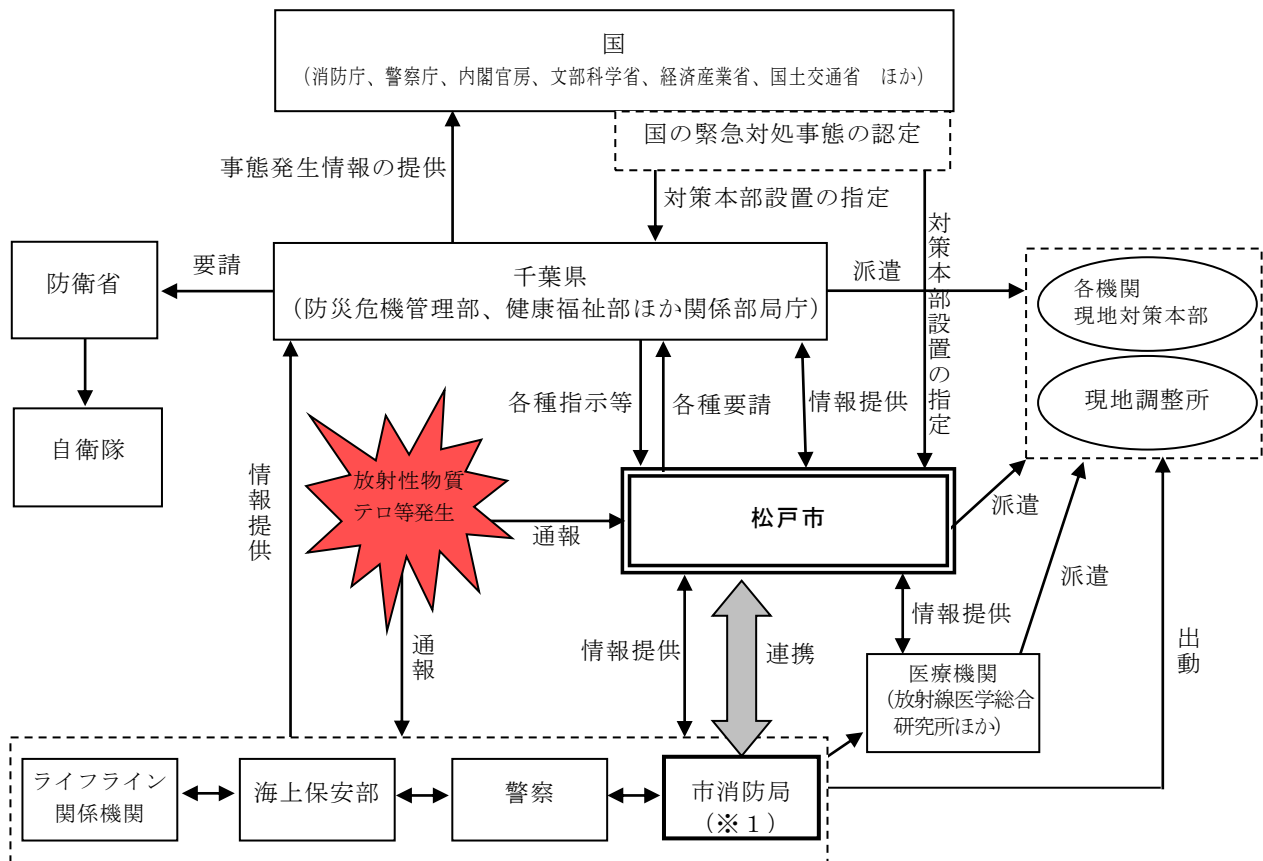 国
（消防庁、警察庁、内閣官房、文部科学省、経済産業省、国土交通省　ほか）
国の緊急対処事態の認定
事態発生情報の提供
対策本部設置の指定
対策本部設置の指定
防衛省
要請
千葉県
（防災危機管理部、健康福祉部ほか関係部局庁）
派遣
各機関
現地対策本部
現地調整所
自衛隊
各種指示等
各種要請
情報提供
情報提供
放射性物質
テロ等発生
通報
松戸市
派遣
通報
情報提供
連携
情報提供
派遣
出動
医療機関
（放射線医学総合
研究所ほか）
ライフライン
関係機関
海上保安部
警察
市消防局
（※１）